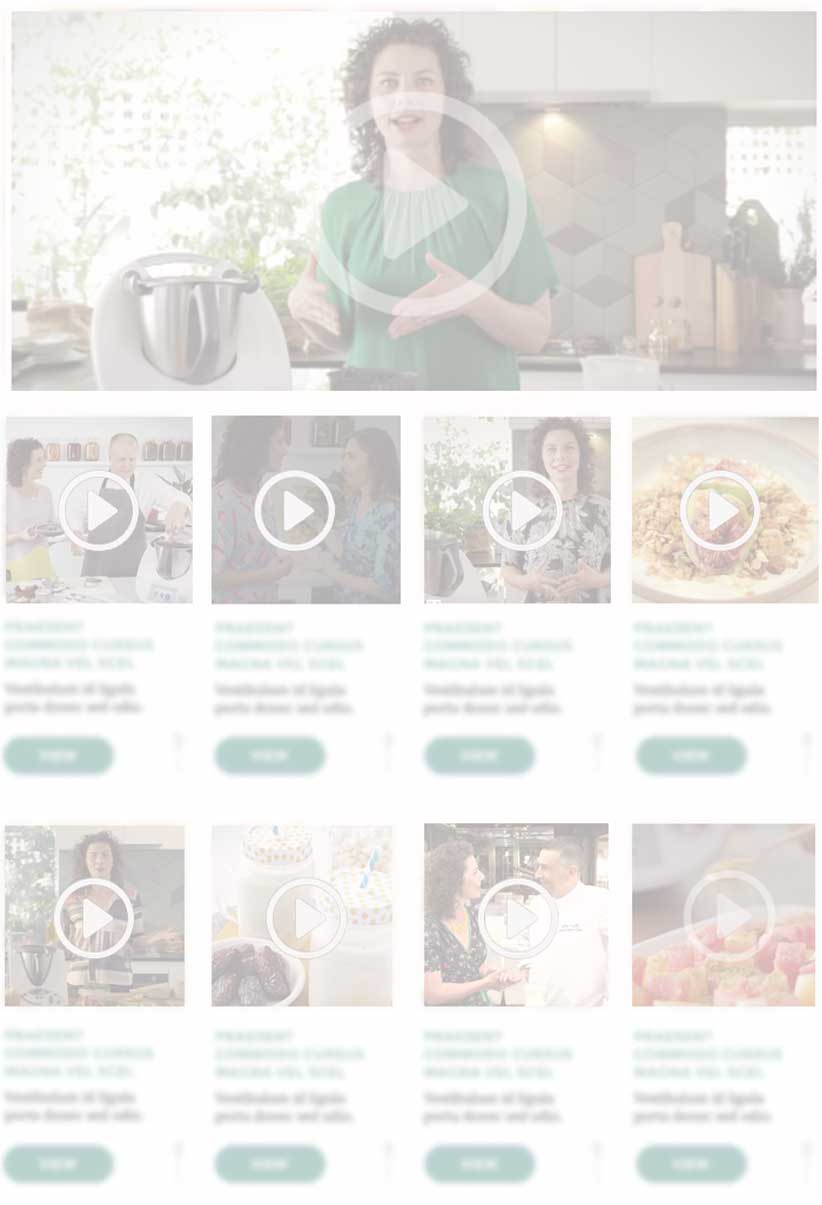 PRAESENT
COMMODO CURSUS
MAGNA VEL SCEL
Vestibulum id ligula
porta donec sed odio.
VIEW
PRAESENT
COMMODO CURSUS
MAGNA VEL SCEL
Vestibulum id ligula
porta donec sed odio.
VIEW
PRAESENT
COMMODO CURSUS
MAGNA VEL SCEL
Vestibulum id ligula
porta donec sed odio.
VIEW
PRAESENT
COMMODO CURSUS
MAGNA VEL SCEL
Vestibulum id ligula
porta donec sed odio.
VIEW
PRAESENT
COMMODO CURSUS
MAGNA VEL SCEL
Vestibulum id ligula
porta donec sed odio.
VIEW
PRAESENT
COMMODO CURSUS
MAGNA VEL SCEL
Vestibulum id ligula
porta donec sed odio.
VIEW
PRAESENT
COMMODO CURSUS
MAGNA VEL SCEL
Vestibulum id ligula
porta donec sed odio.
VIEW
PRAESENT
COMMODO CURSUS
MAGNA VEL SCEL
Vestibulum id ligula
porta donec sed odio.
VIEW